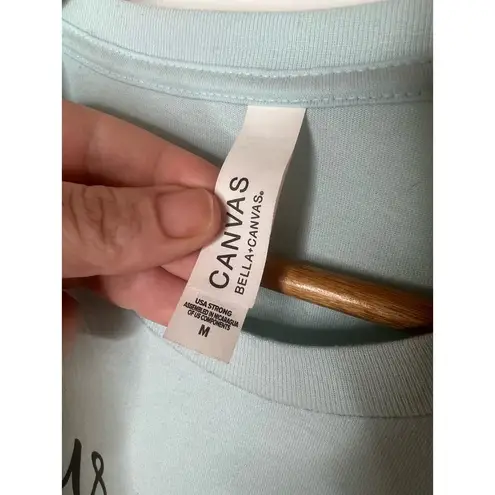 CANVAS
BELLA+CANVAS®
USA STRONG
ASSEMBLED IN NICARAGUA
OF US COMPONENTS
M